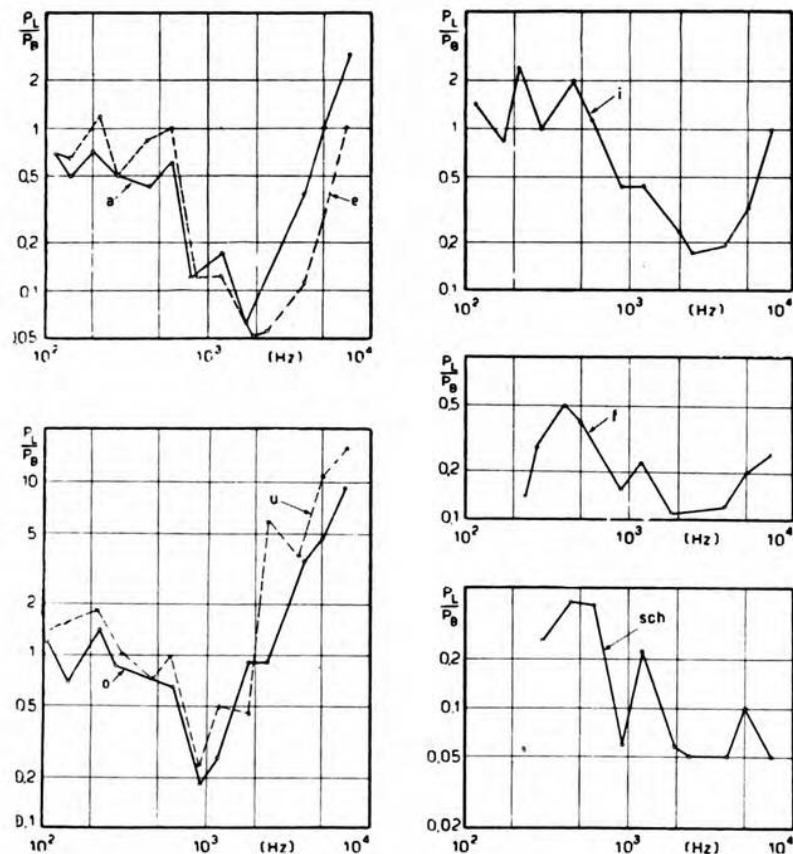 P_L
P_B
2
1
0,5
0,2
0,1
0,05
a
e
10² 10³ (Hz) 10⁴
P_L
P_B
10
5
2
1
0,5
0,2
0,1
u
o
10² 10³ (Hz) 10⁴
P_L
P_B
2
1
0,5
0,2
0,1
i
10² 10³ (Hz) 10⁴
P_L
P_B
0,5
0,2
0,1
f
10³ (Hz) 10⁴
P_L
P_B
0,2
0,1
0,05
0,02
sch
10² 10³ (Hz) 10⁴